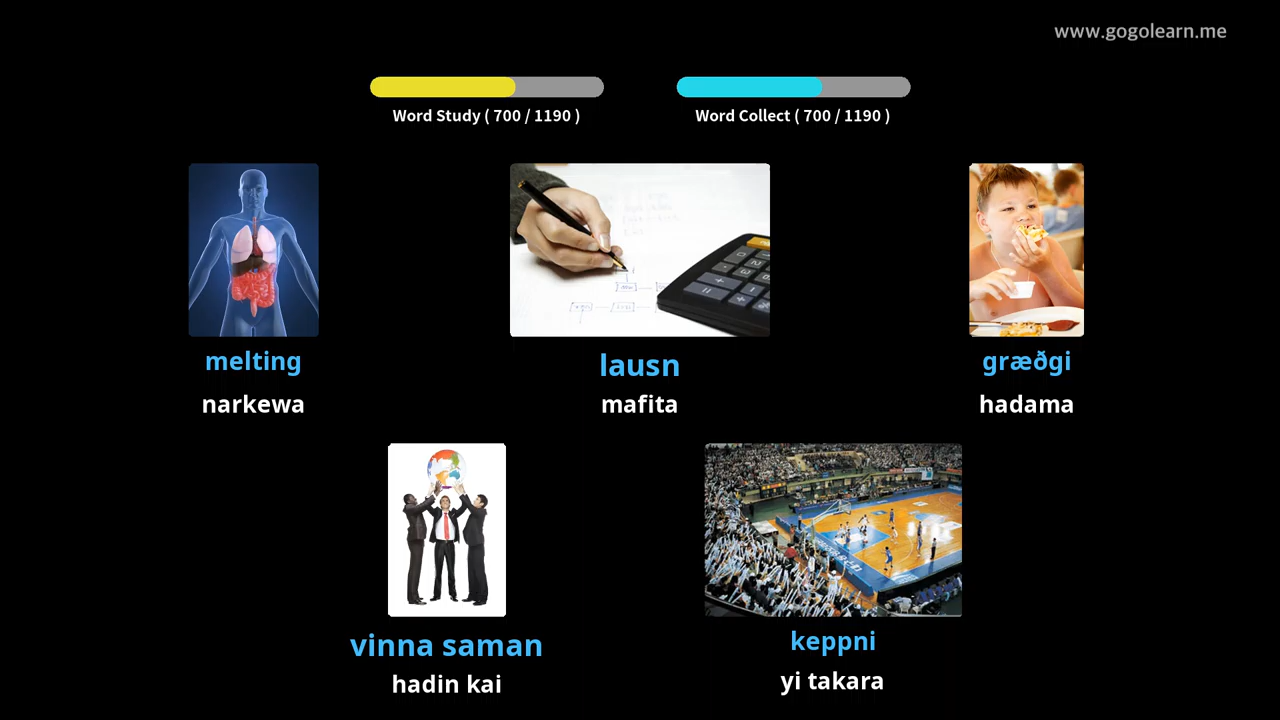 www.gogolearn.me
Word Study ( 700 / 1190 )
Word Collect ( 700 / 1190 )
melting
lausn
græðgi
narkewa
mafita
hadama
vinna saman
keppni
hadin kai
yi takara